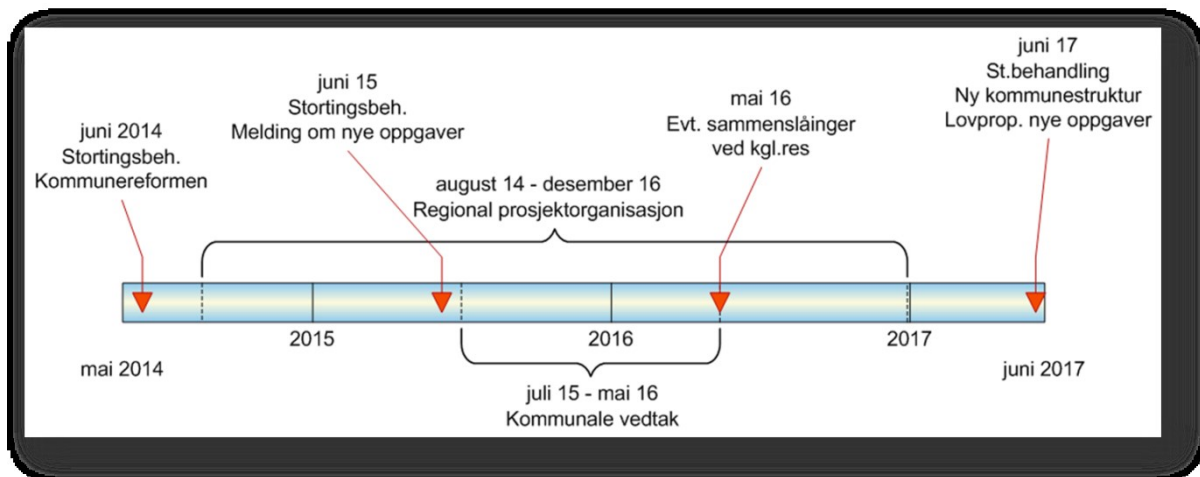 juni 2014
Stortingsbeh.
Kommunereformen
juni 15
Stortingsbeh.
Melding om nye oppgaver
august 14 - desember 16
Regional prosjektorganisasjon
mai 16
Evt. sammenslåinger
ved kgl.res
juni 17
St.behandling
Ny kommunestruktur
Lovprop. nye oppgaver
2015
2016
2017
mai 2014
juni 2017
juli 15 - mai 16
Kommunale vedtak